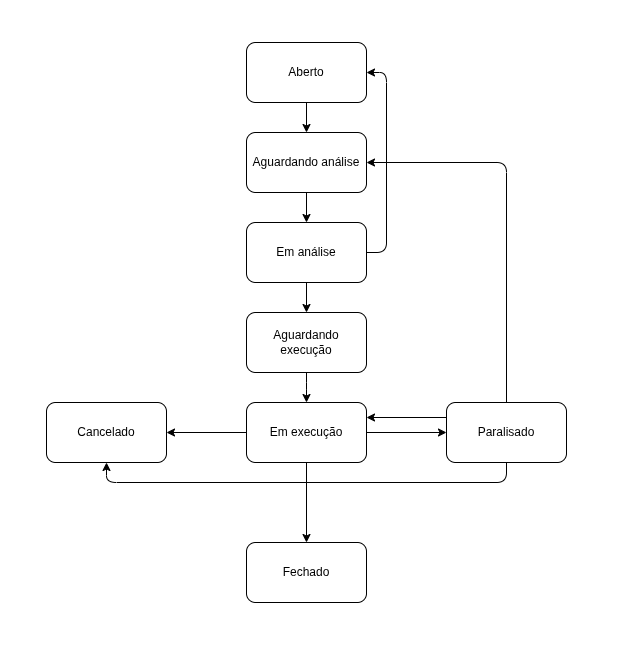 Aberto
Aguardando análise
Em análise
Aguardando
execução
Cancelado
Em execução
Paralisado
Fechado